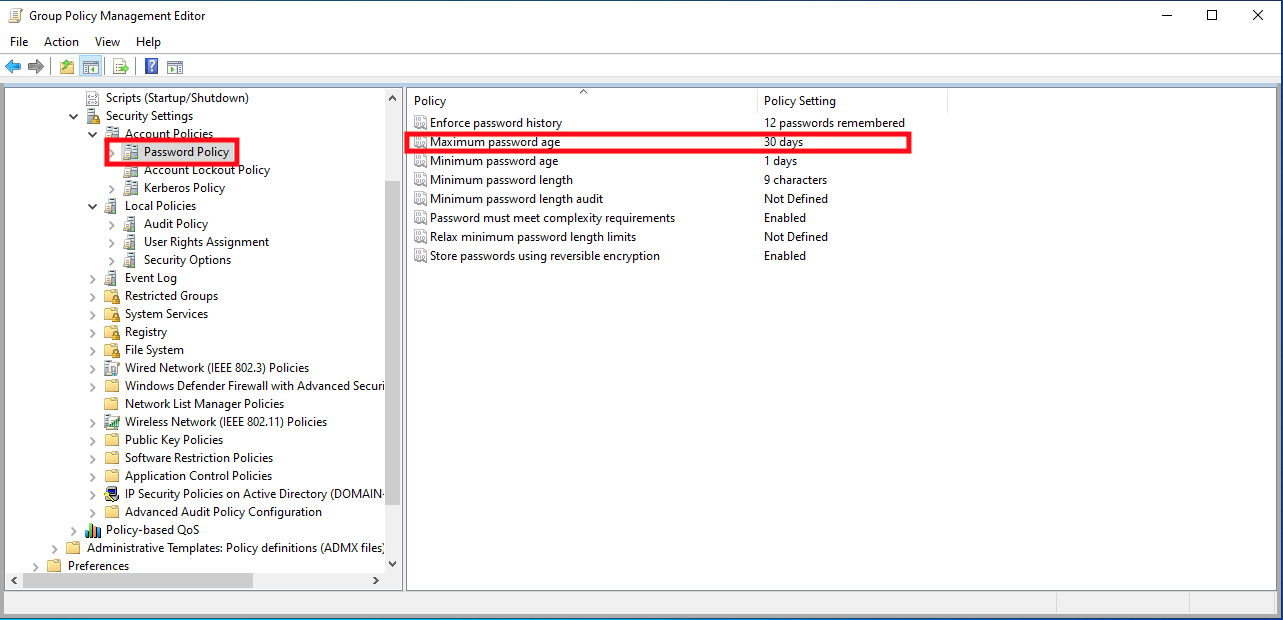 Group Policy Management Editor
File Action View Help
Scripts (Startup/Shutdown)
Security Settings
Account Policies
Password Policy
Account Lockout Policy
Kerberos Policy
Local Policies
Audit Policy
User Rights Assignment
Security Options
Event Log
Restricted Groups
System Services
Registry
File System
Wired Network (IEEE 802.3) Policies
Windows Defender Firewall with Advanced Securi
Network List Manager Policies
Wireless Network (IEEE 802.11) Policies
Public Key Policies
Software Restriction Policies
Application Control Policies
IP Security Policies on Active Directory (DOMAIN-
Advanced Audit Policy Configuration
Policy-based QoS
Administrative Templates: Policy definitions (ADMX files)
Preferences
Policy Policy Setting
Enforce password history 12 passwords remembered
Maximum password age 30 days
Minimum password age 1 days
Minimum password length 9 characters
Minimum password length audit Not Defined
Password must meet complexity requirements Enabled
Relax minimum password length limits Not Defined
Store passwords using reversible encryption Enabled